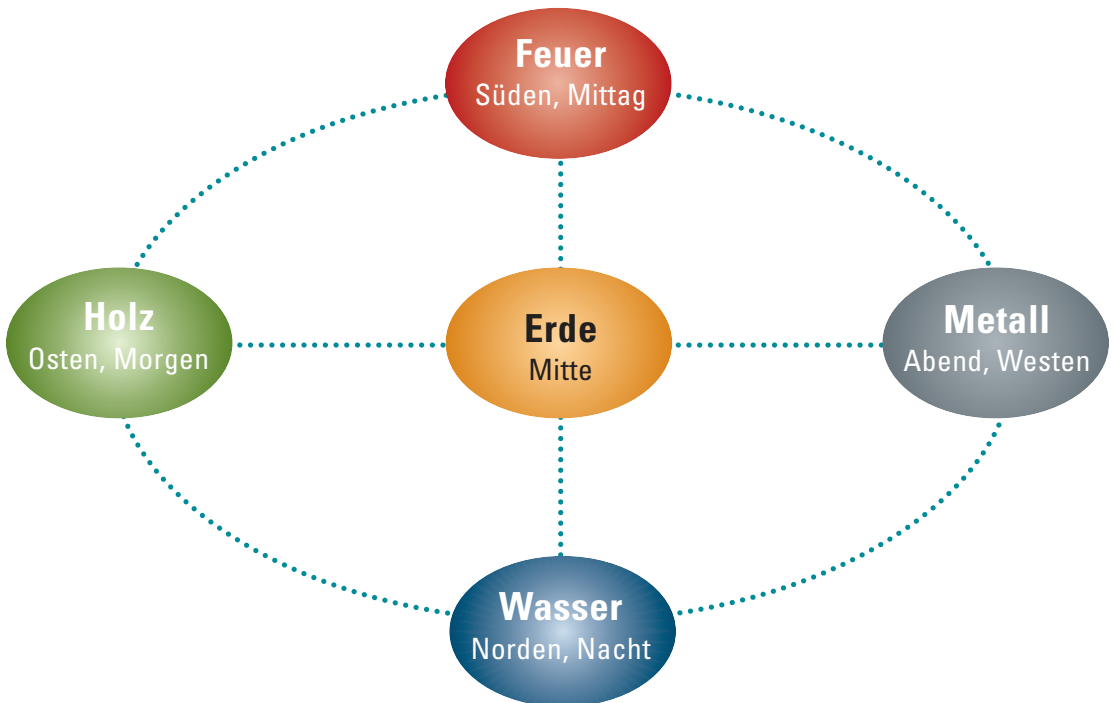 Feuer
Süden, Mittag
Holz
Osten, Morgen
Erde
Mitte
Metall
Abend, Westen
Wasser
Norden, Nacht